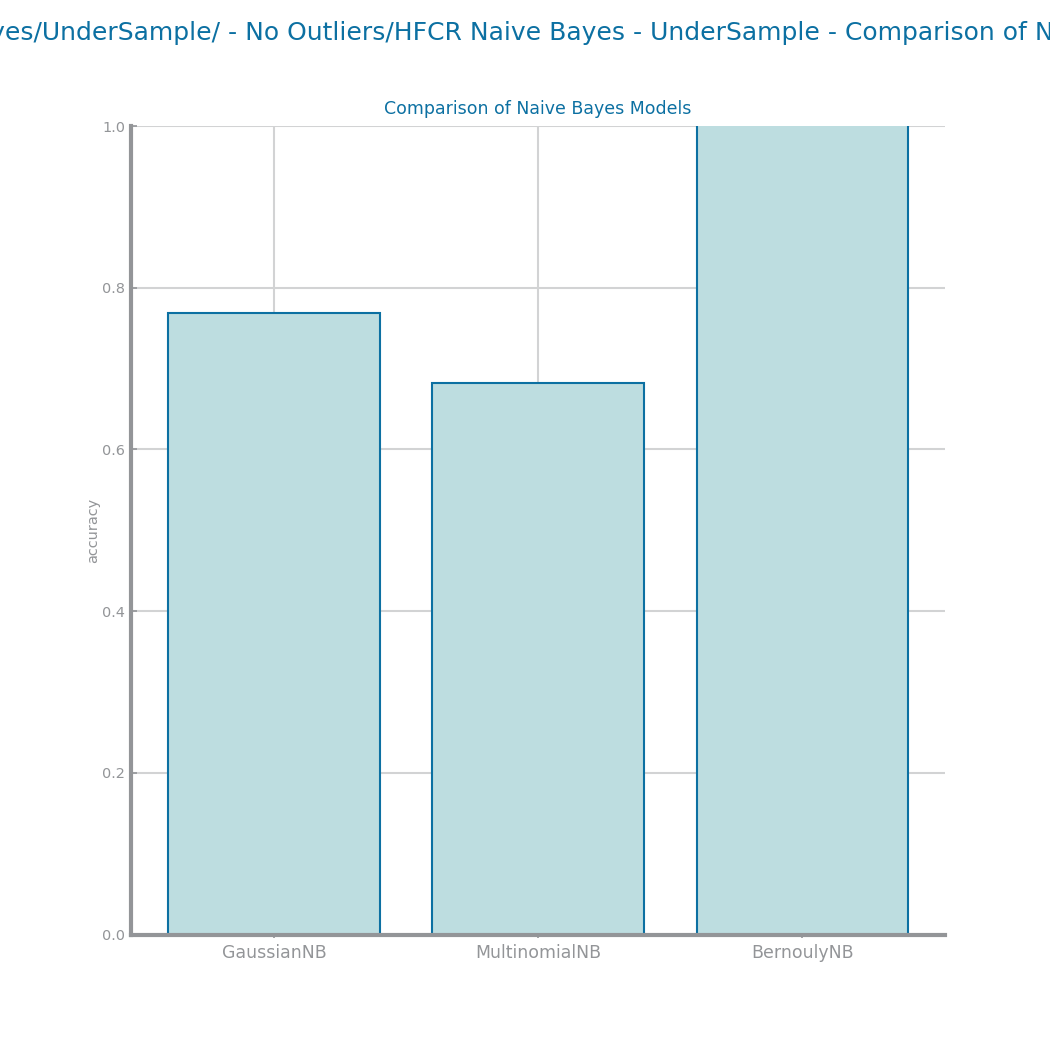 yes/UnderSample/ - No Outliers/HFCR Naive Bayes - UnderSample - Comparison of N
Comparison of Naive Bayes Models
1.0
0.8
0.6
0.4
0.2
0.0
accuracy
GaussianNB MultinomialNB BernoulyNB